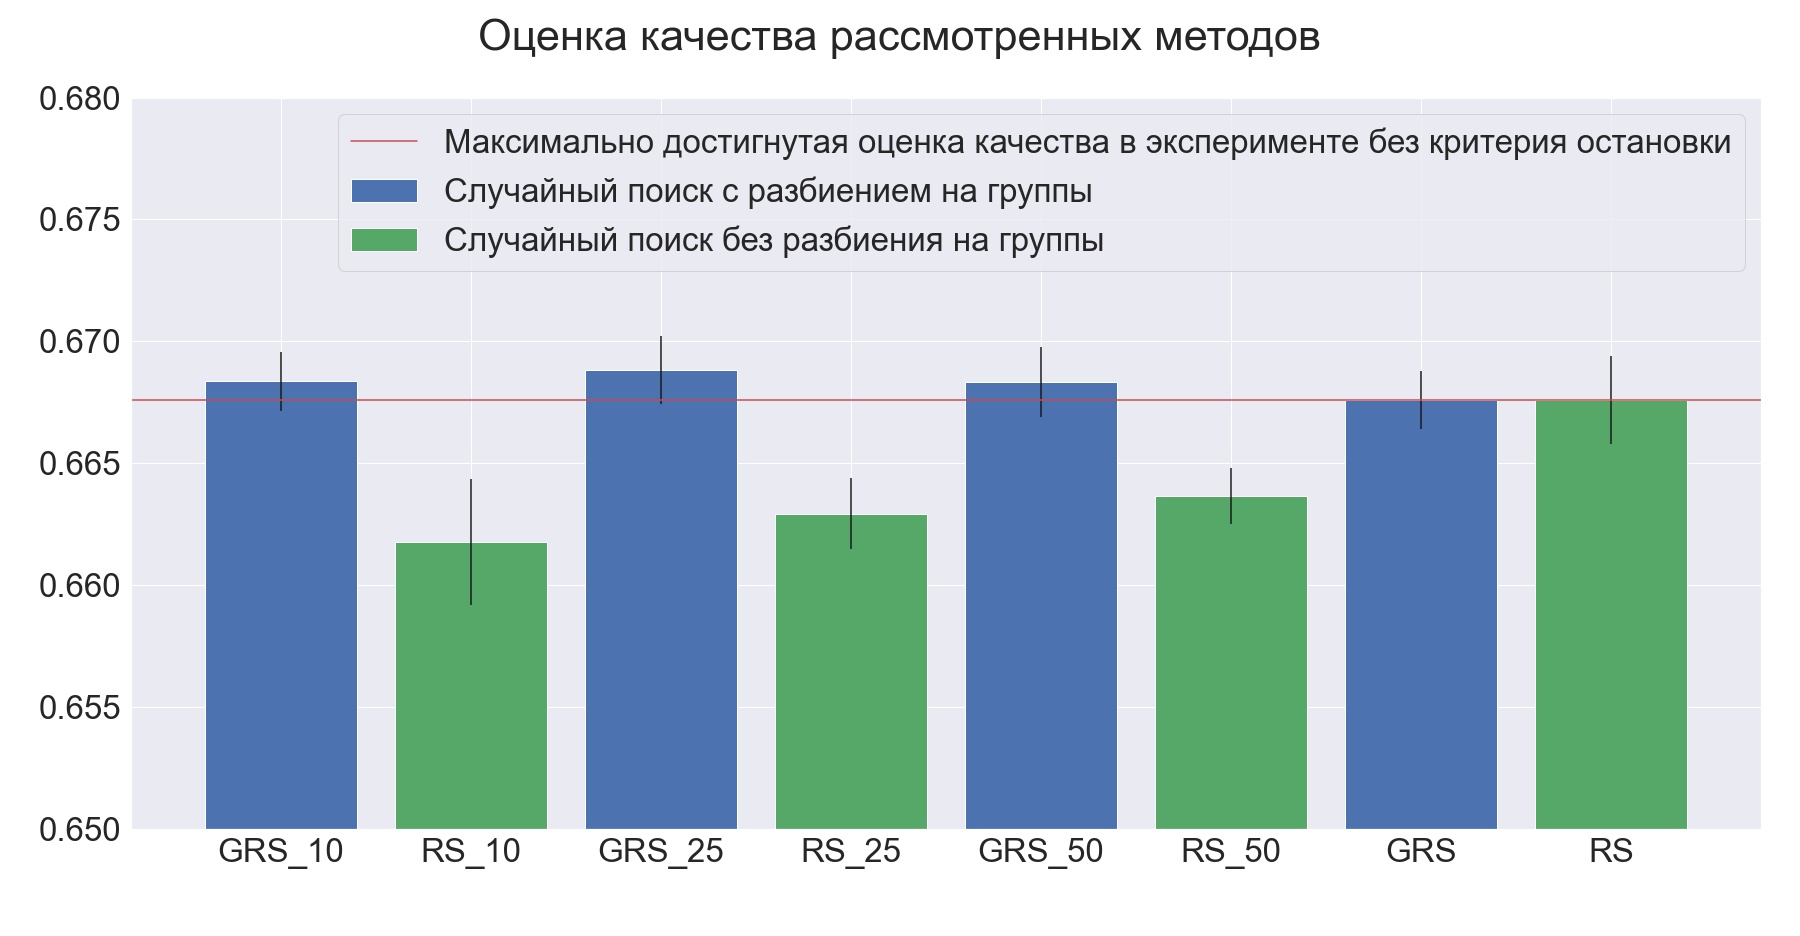 Оценка качества рассмотренных методов
0.680
0.675
0.670
0.665
0.660
0.655
0.650
Максимально достигнутая оценка качества в эксперименте без критерия остановки
Случайный поиск с разбиением на группы
Случайный поиск без разбиения на группы
GRS_10 RS_10 GRS_25 RS_25 GRS_50 RS_50 GRS RS